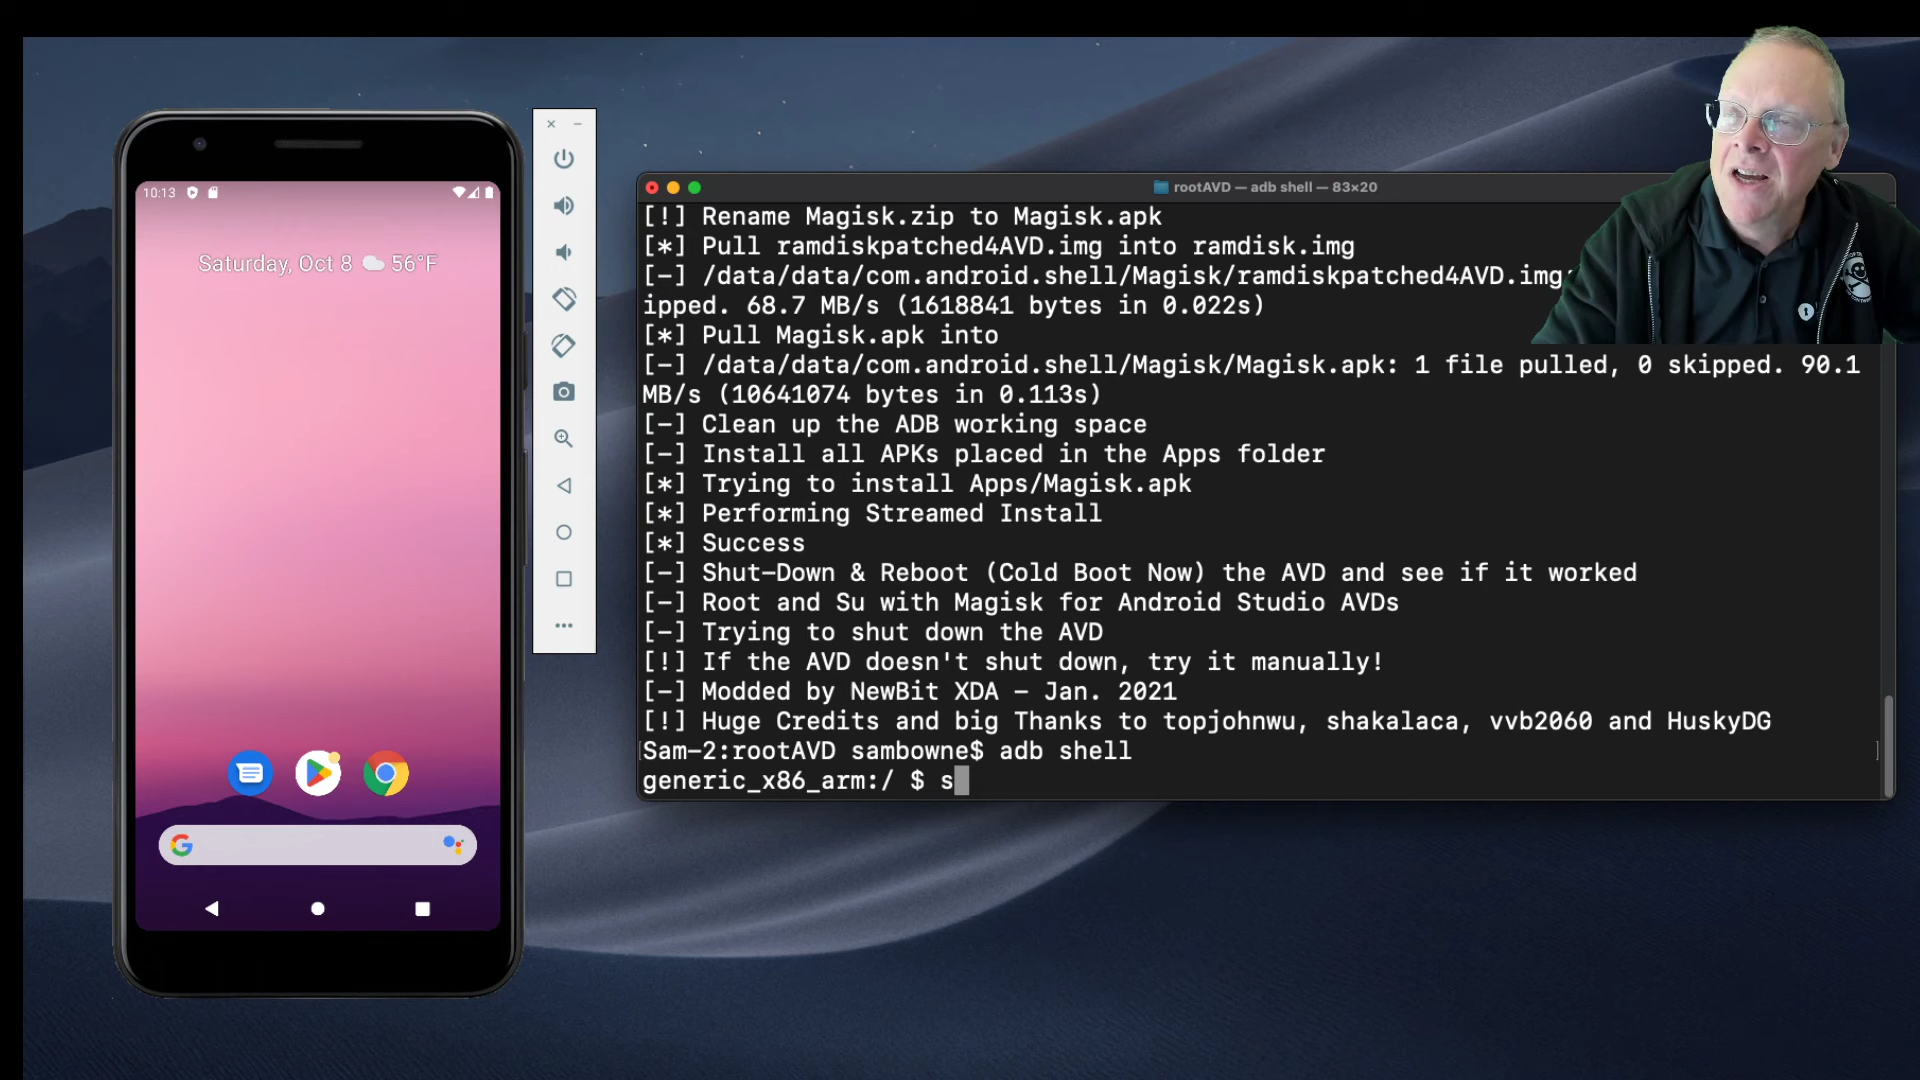 10:13
Saturday, Oct 8 56°F
rootAVD — adb shell — 83×20
[!] Rename Magisk.zip to Magisk.apk
[*] Pull ramdiskpatched4AVD.img into ramdisk.img
[-] /data/data/com.android.shell/Magisk/ramdiskpatched4AVD.img:
ipped. 68.7 MB/s (1618841 bytes in 0.022s)
[*] Pull Magisk.apk into
[-] /data/data/com.android.shell/Magisk/Magisk.apk: 1 file pulled, 0 skipped. 90.1
MB/s (10641074 bytes in 0.113s)
[-] Clean up the ADB working space
[-] Install all APKs placed in the Apps folder
[*] Trying to install Apps/Magisk.apk
[*] Performing Streamed Install
[*] Success
[-] Shut-Down & Reboot (Cold Boot Now) the AVD and see if it worked
[-] Root and Su with Magisk for Android Studio AVDs
[-] Trying to shut down the AVD
[!] If the AVD doesn't shut down, try it manually!
[-] Modded by NewBit XDA - Jan. 2021
[!] Huge Credits and big Thanks to topjohnwu, shakalaca, vvb2060 and HuskyDG
Sam-2:rootAVD sambowne$ adb shell
generic_x86_arm:/ $ s